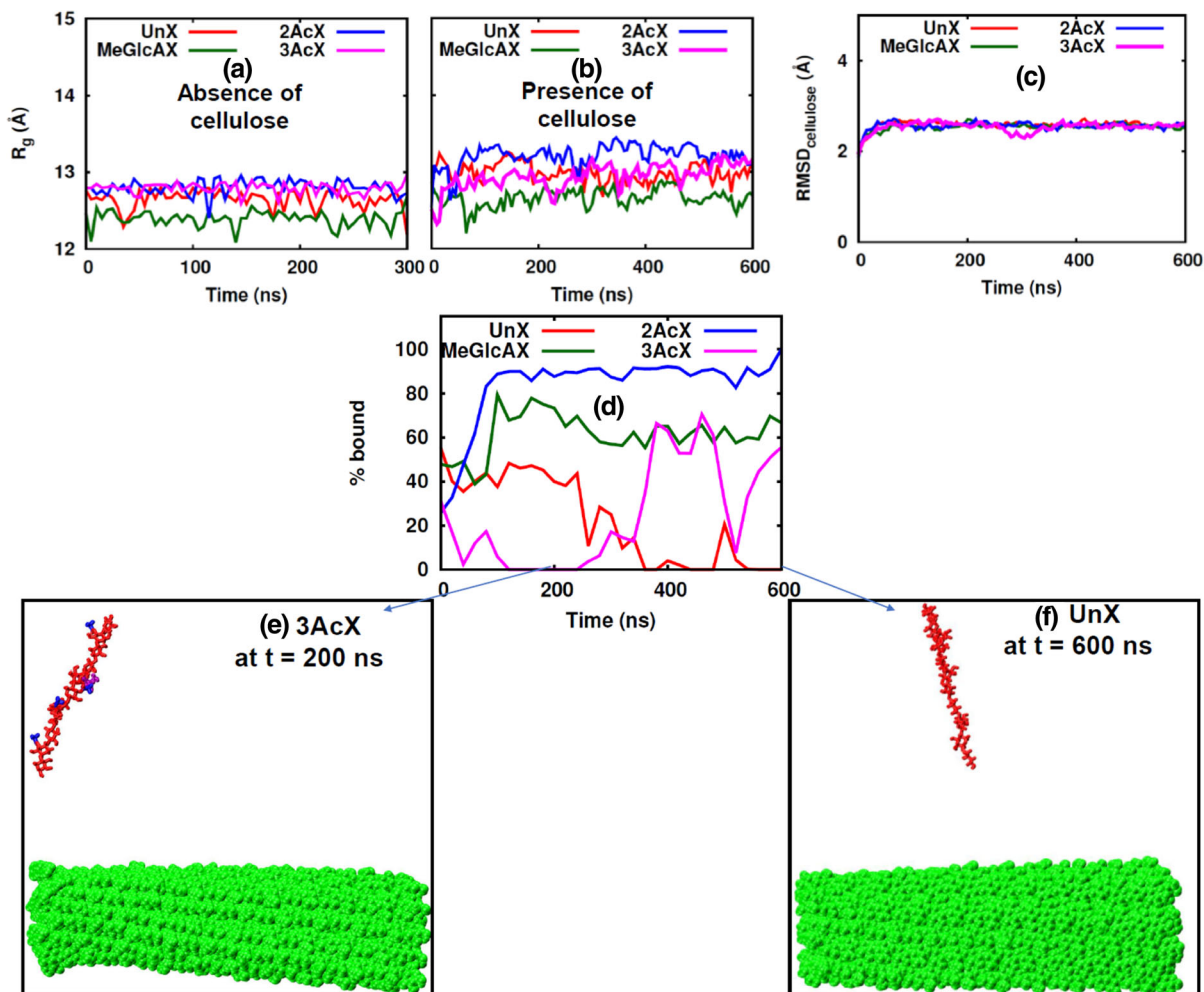 UnX 2AcX
MeGlcAX 3AcX
(a)
Absence of
cellulose
Rg (Å)
15
14
13
12
0 100 200 300
Time (ns)
UnX 2AcX
MeGlcAX 3AcX
(b)
Presence of
cellulose
0 200 400 600
Time (ns)
UnX 2AcX
MeGlcAX 3AcX
(c)
RMSDcellulose (Å)
4
2
0
0 200 400 600
Time (ns)
UnX 2AcX
MeGlcAX 3AcX
(d)
% bound
100
80
60
40
20
0
0 200 400 600
Time (ns)
(e) 3AcX
at t = 200 ns
(f) UnX
at t = 600 ns